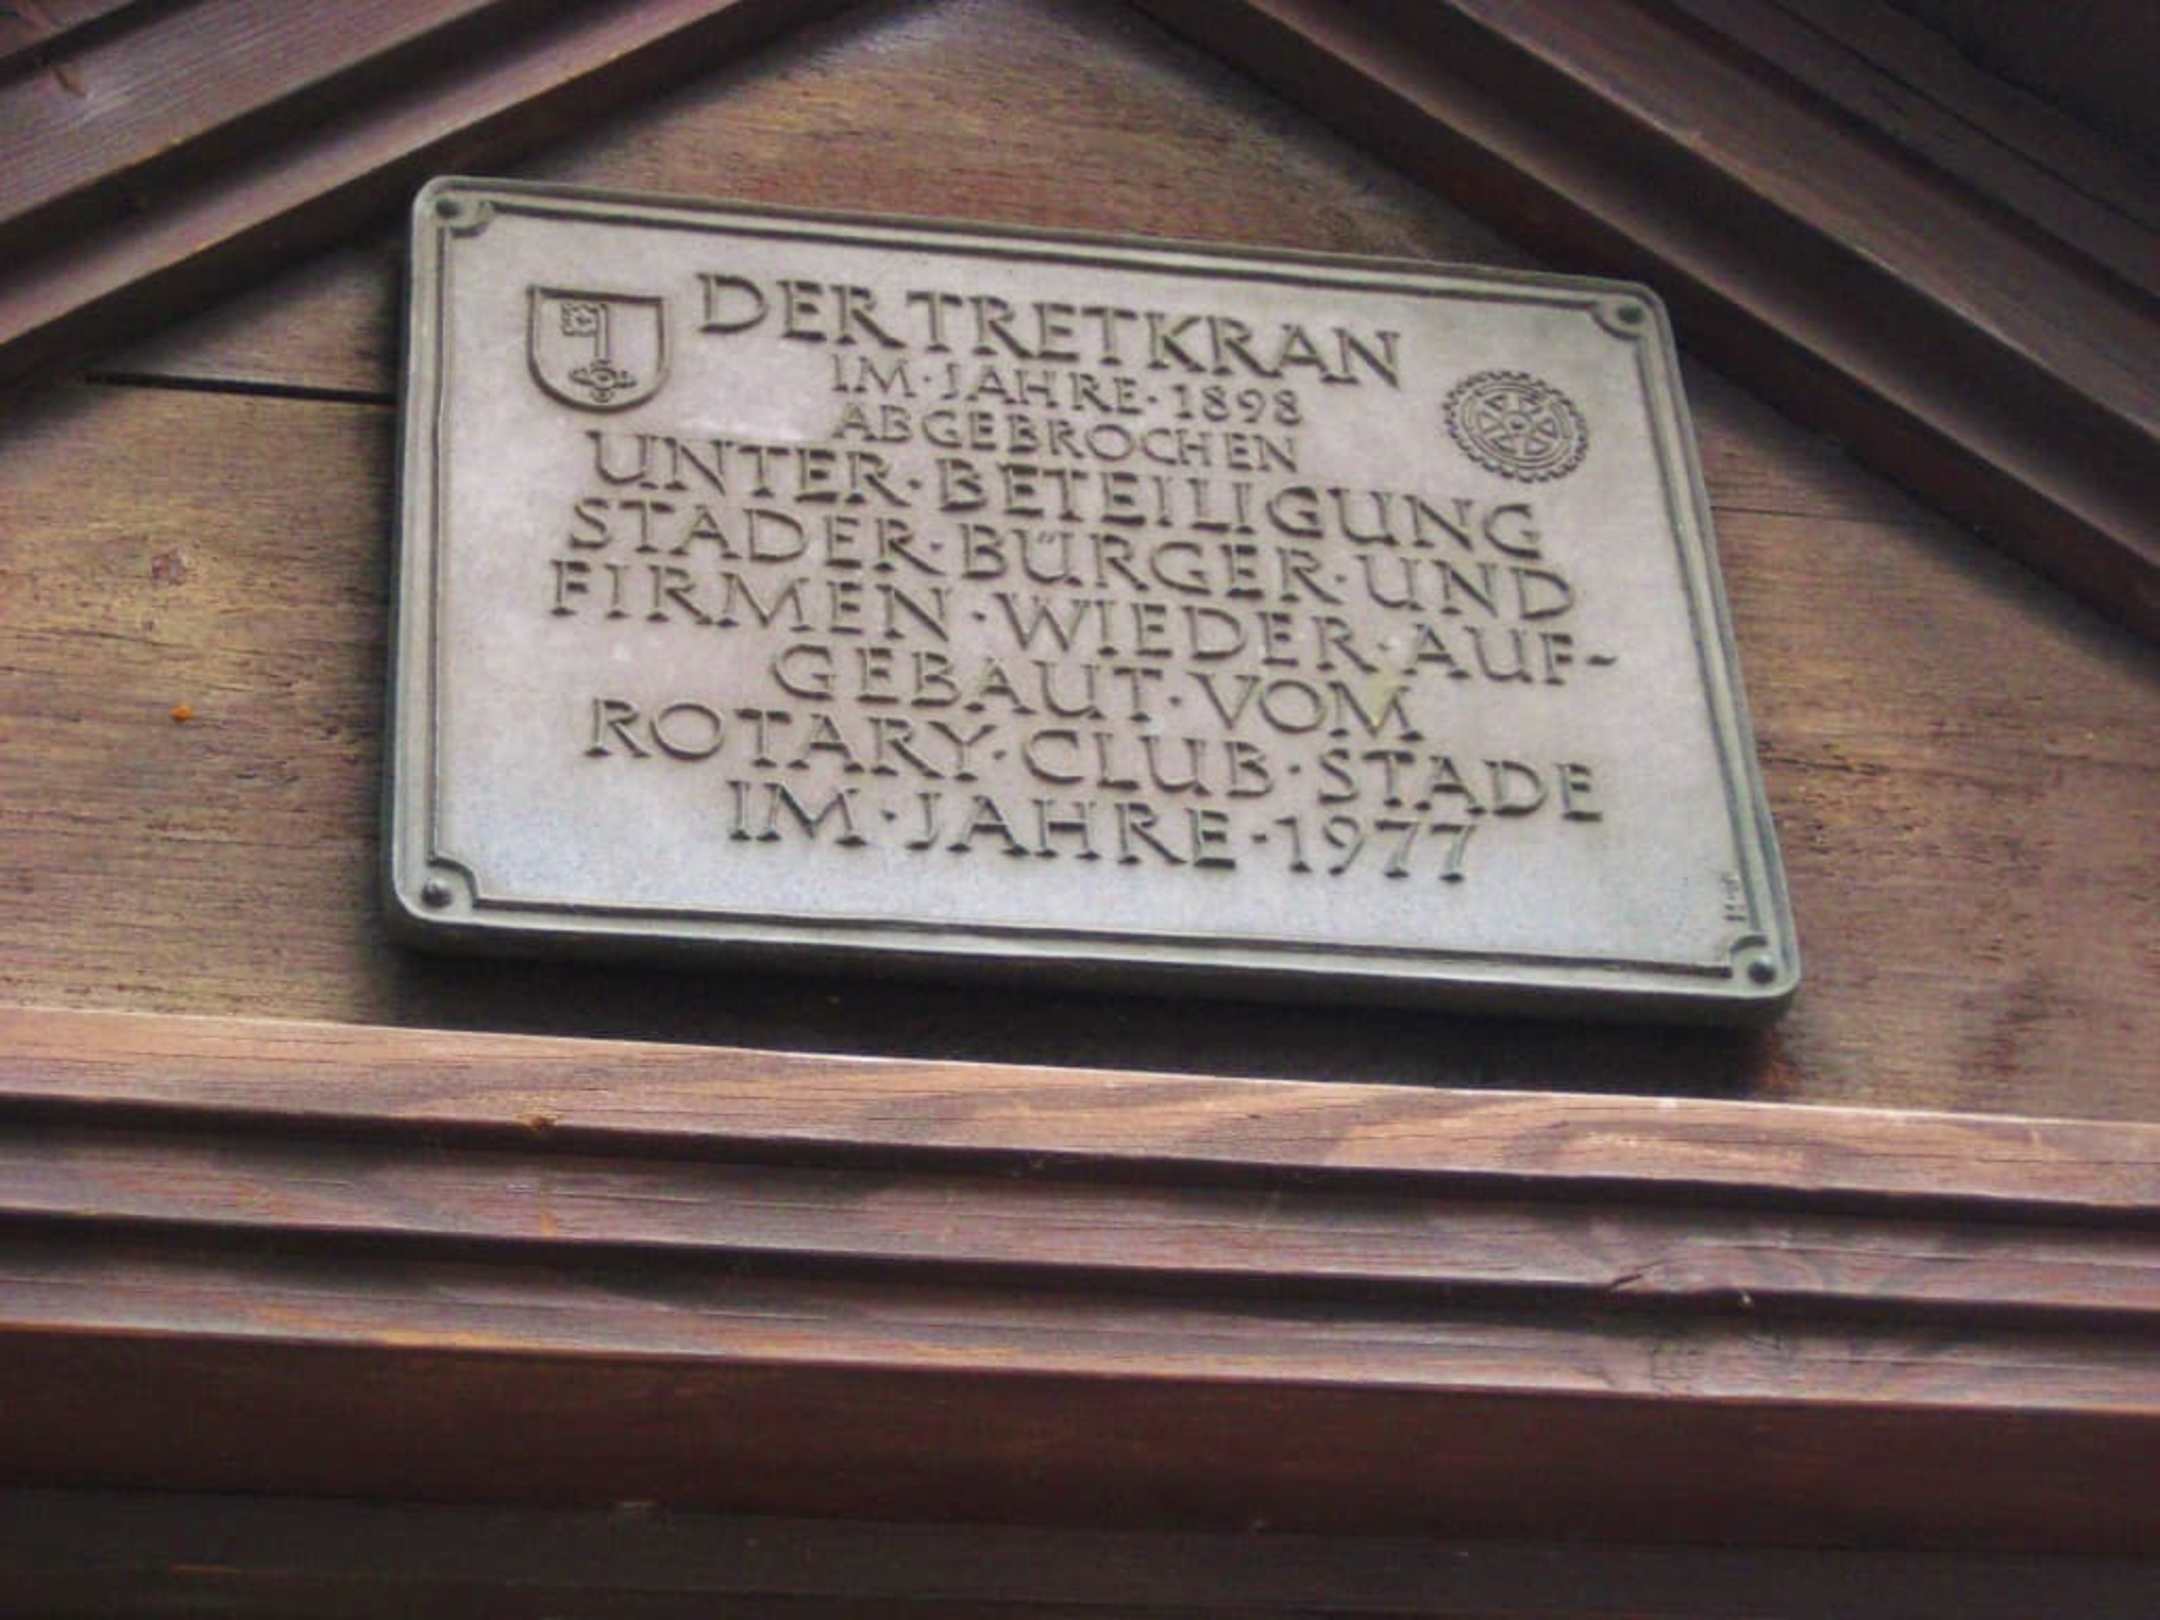 DER TRETKRAN
IM·JAHRE·1898
ABGEBROCHEN
UNTER·BETEILIGUNG
STADER·BÜRGER·UND
FIRMEN·WIEDER·AUF-
GEBAUT·VOM
ROTARY·CLUB·STADE
IM·JAHRE·1977